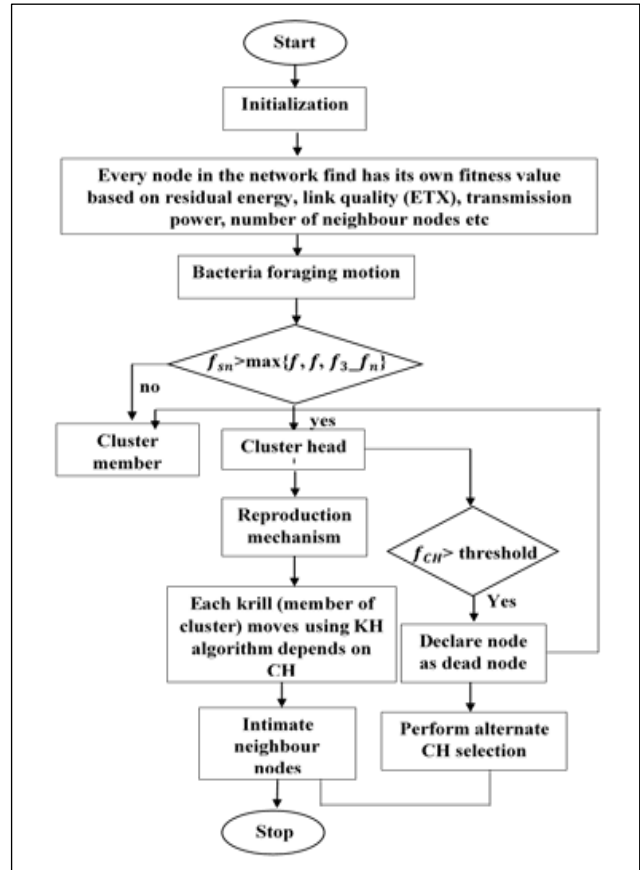 Start
Initialization
Every node in the network find has its own fitness value
based on residual energy, link quality (ETX), transmission
power, number of neighbour nodes etc
Bacteria foraging motion
f_sn>max{f, f, f_3_f_n}
no
yes
Cluster
member
Cluster head
Reproduction
mechanism
f_CH> threshold
Yes
Each krill (member of
cluster) moves using KH
algorithm depends on
CH
Declare node
as dead node
Intimate
neighbour
nodes
Perform alternate
CH selection
Stop